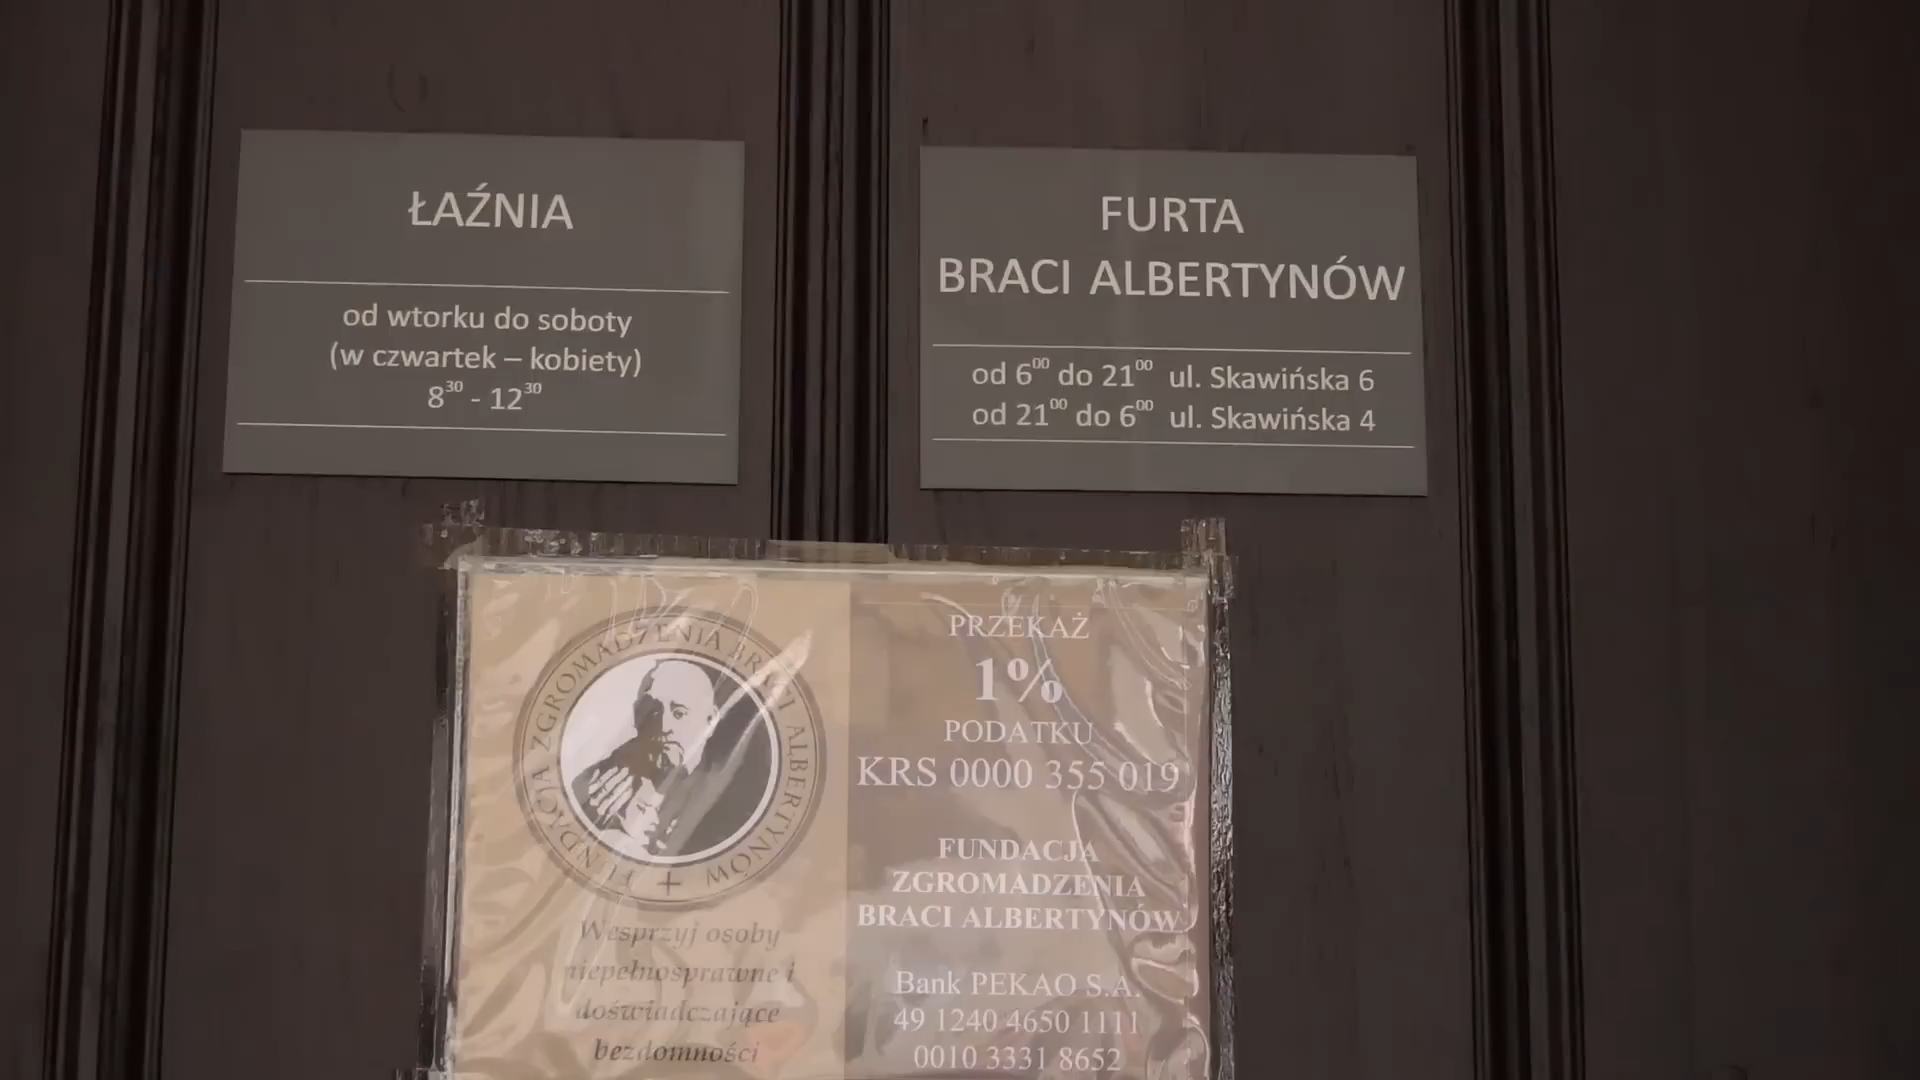 ŁAŹNIA
od wtorku do soboty
(w czwartek – kobiety)
8³⁰ - 12³⁰
FURTA
BRACI ALBERTYNÓW
od 6⁰⁰ do 21⁰⁰ ul. Skawińska 6
od 21⁰⁰ do 6⁰⁰ ul. Skawińska 4
FUNDACJA ZGROMADZENIA BRACI ALBERTYNÓW
Wesprzyj osoby
niepełnosprawne i
doświadczające
bezdomności
PRZEKAŻ
1%
PODATKU
KRS 0000 355 019
FUNDACJA
ZGROMADZENIA
BRACI ALBERTYNÓW
Bank PEKAO S.A.
49 1240 4650 1111
0010 3331 8652